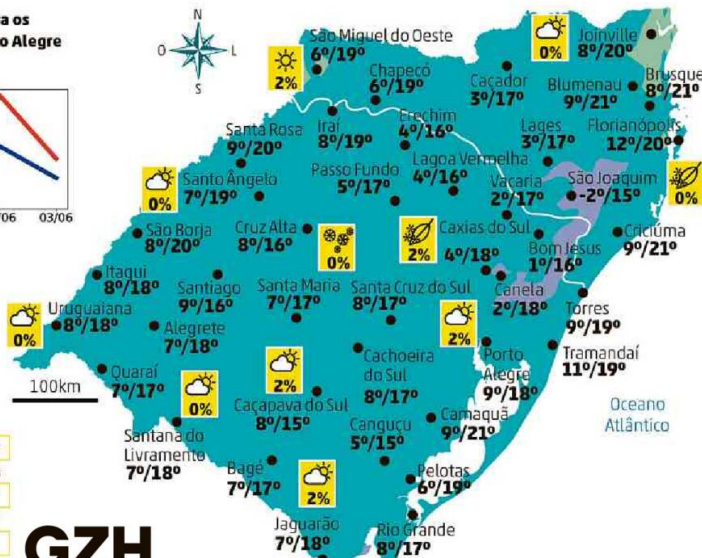 a os
o Alegre
/06
03/06
N
O
L
S
São Miguel do Oeste
6º/19º
2%
Chapecó
6º/19º
Caçador
3º/17º
0%
Joinville
8º/20º
Blumenau
9º/21º
Brusque
8º/21º
Santa Rosa
9º/20º
Iraí
8º/19º
Erechim
4º/16º
Lages
3º/17º
Florianópolis
12º/20º
0%
Santo Ângelo
7º/19º
0%
Passo Fundo
5º/17º
Lagoa Vermelha
4º/16º
Vacaria
2º/17º
São Joaquim
-2º/15º
São Borja
8º/20º
Cruz Alta
8º/16º
0%
2%
Caxias do Sul
4º/18º
Bom Jesus
1º/16º
Criciúma
9º/21º
Itaqui
8º/18º
Santiago
9º/16º
Santa Maria
7º/17º
Santa Cruz do Sul
8º/17º
Canela
2º/18º
Torres
9º/19º
Uruguaiana
8º/18º
0%
Alegrete
7º/18º
2%
Cachoeira
do Sul
8º/17º
Porto
Alegre
9º/18º
Tramandaí
11º/19º
Quaraí
7º/17º
100km
0%
2%
Caçapava do Sul
8º/15º
Camaquã
9º/21º
Oceano
Atlântico
Santana do
Livramento
7º/18º
Canguçu
5º/15º
Bagé
7º/17º
2%
Pelotas
6º/19º
Jaguarão
7º/18º
Rio Grande
8º/17º
GZH